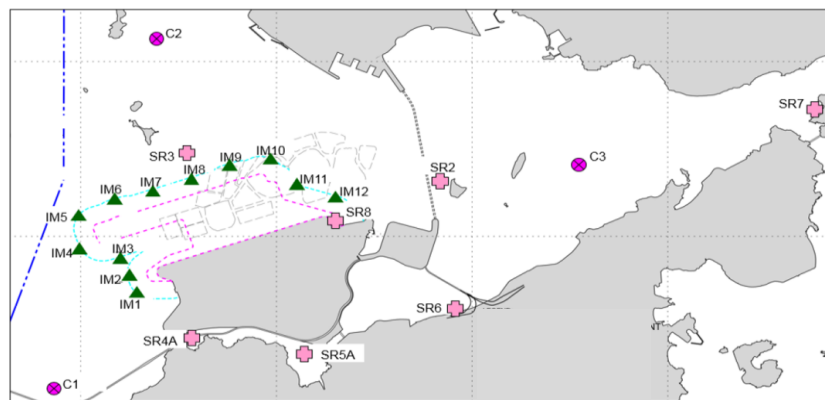 C2
SR7
SR3
IM10
IM9
IM8
C3
IM7
IM11
SR2
IM6
IM12
IM5
SR8
IM4
IM3
IM2
IM1
SR6
SR4A
SR5A
C1